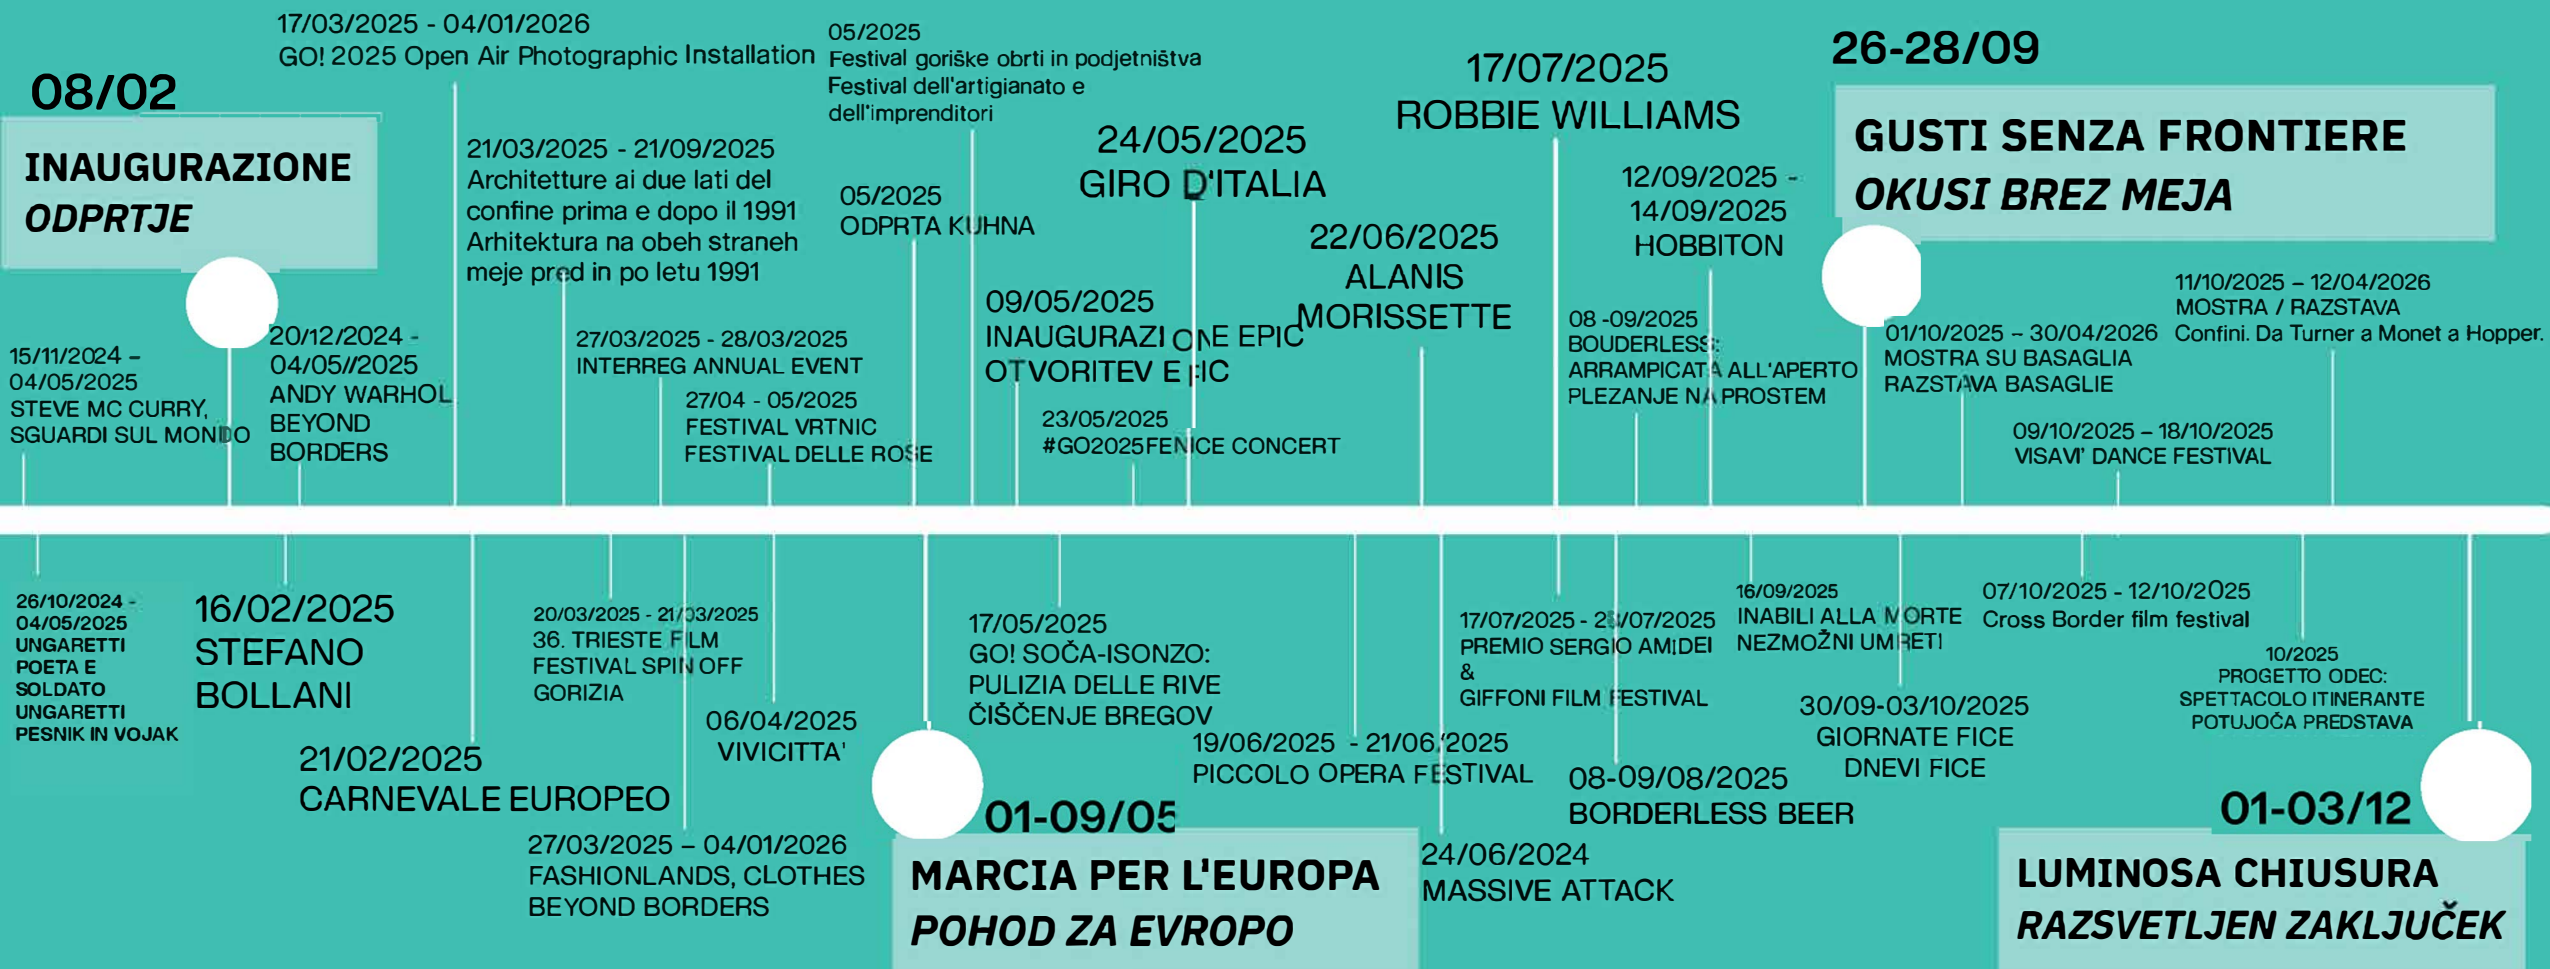 17/03/2025 - 04/01/2026
GO! 2025 Open Air Photographic Installation
05/2025
Festival goriške obrti in podjetništva
Festival dell'artigianato e
dell'imprenditori
08/02
INAUGURAZIONE
ODPRTJE
21/03/2025 - 21/09/2025
Architetture ai due lati del
confine prima e dopo il 1991
Arhitektura na obeh straneh
meje pred in po letu 1991
05/2025
ODPRTA KUHNA
24/05/2025
GIRO D'ITALIA
17/07/2025
ROBBIE WILLIAMS
26-28/09
GUSTI SENZA FRONTIERE
OKUSI BREZ MEJA
12/09/2025 -
14/09/2025
HOBBITON
22/06/2025
ALANIS
MORISSETTE
09/05/2025
INAUGURAZIONE EPIC
OTVORITEV EPIC
15/11/2024 –
04/05/2025
STEVE MC CURRY,
SGUARDI SUL MONDO
20/12/2024 -
04/05//2025
ANDY WARHOL
BEYOND
BORDERS
27/03/2025 - 28/03/2025
INTERREG ANNUAL EVENT
27/04 - 05/2025
FESTIVAL VRTNIC
FESTIVAL DELLE ROSE
23/05/2025
#GO2025FENICE CONCERT
08 -09/2025
BOUDERLESS:
ARRAMPICATA ALL'APERTO
PLEZANJE NA PROSTEM
01/10/2025 – 30/04/2026
MOSTRA SU BASAGLIA
RAZSTAVA BASAGLIE
11/10/2025 – 12/04/2026
MOSTRA / RAZSTAVA
Confini. Da Turner a Monet a Hopper.
09/10/2025 – 18/10/2025
VISAVI' DANCE FESTIVAL
26/10/2024 -
04/05/2025
UNGARETTI
POETA E
SOLDATO
UNGARETTI
PESNIK IN VOJAK
16/02/2025
STEFANO
BOLLANI
21/02/2025
CARNEVALE EUROPEO
20/03/2025 - 21/03/2025
36. TRIESTE FILM
FESTIVAL SPIN OFF
GORIZIA
06/04/2025
VIVICITTA'
27/03/2025 – 04/01/2026
FASHIONLANDS, CLOTHES
BEYOND BORDERS
01-09/05
MARCIA PER L'EUROPA
POHOD ZA EVROPO
17/05/2025
GO! SOČA-ISONZO:
PULIZIA DELLE RIVE
ČIŠČENJE BREGOV
19/06/2025 - 21/06/2025
PICCOLO OPERA FESTIVAL
24/06/2024
MASSIVE ATTACK
17/07/2025 - /07/2025
PREMIO SERGIO AMIDEI
&
GIFFONI FILM FESTIVAL
08-09/08/2025
BORDERLESS BEER
16/09/2025
INABILI ALLA MORTE
NEZMOŽNI UMRETI
30/09-03/10/2025
GIORNATE FICE
DNEVI FICE
07/10/2025 - 12/10/2025
Cross Border film festival
10/2025
PROGETTO ODEC:
SPETTACOLO ITINERANTE
POTUJOČA PREDSTAVA
01-03/12
LUMINOSA CHIUSURA
RAZSVETLJEN ZAKLJUČEK